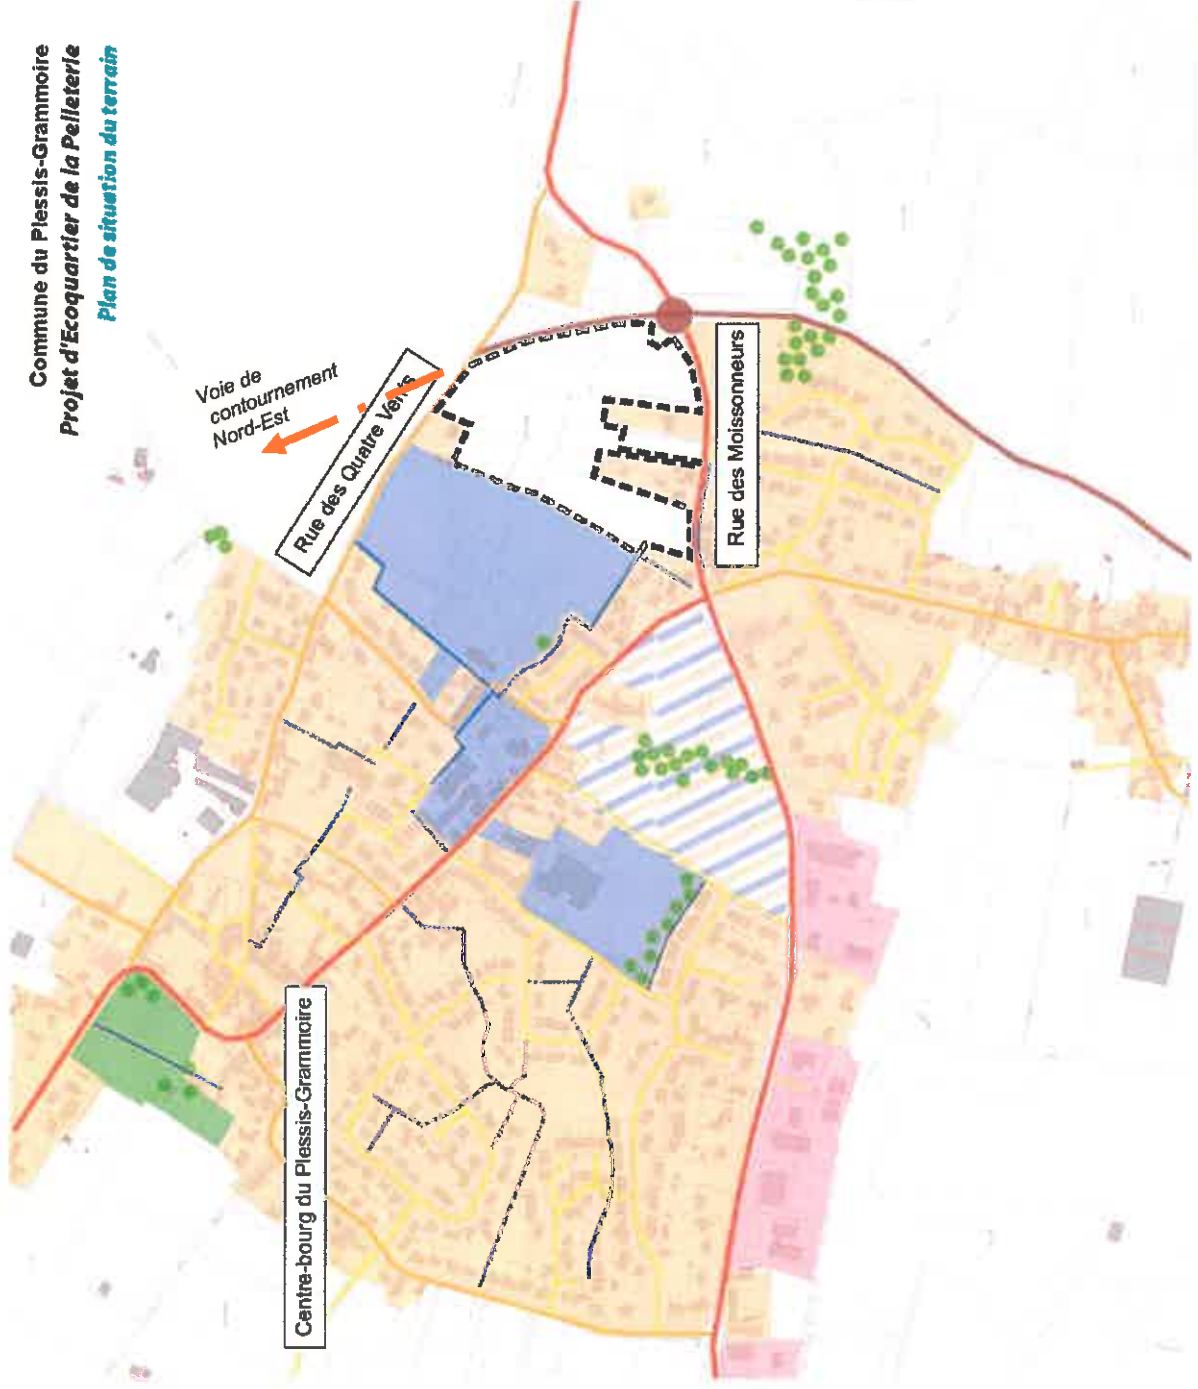 Commune du Plessis-Grammoire
Projet d'Ecoquartier de la Pelleterie
Plan de situation du terrain
Voie de
contournement
Nord-Est
Rue des Quatre Vents
Rue des Moissonneurs
Centre-bourg du Plessis-Grammoire